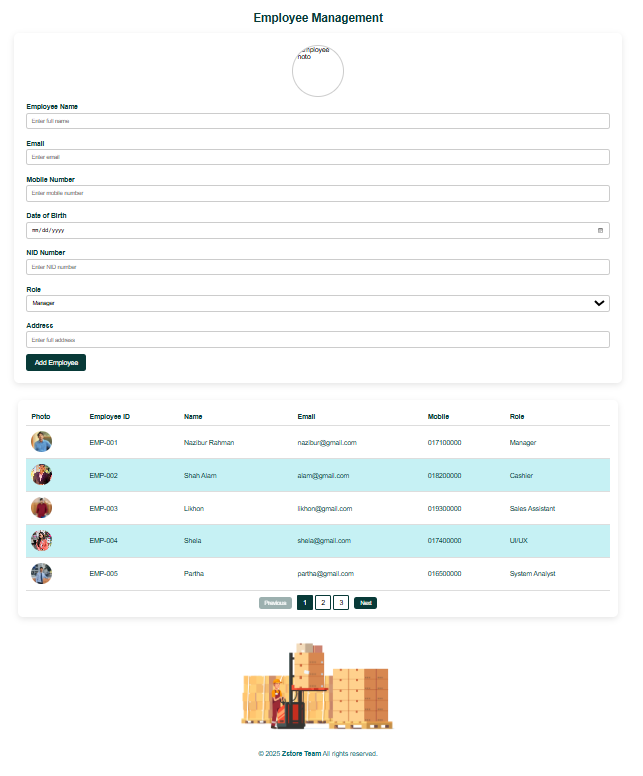 Employee Management
Employee
Photo
Employee Name
Enter full name
Email
Enter email
Mobile Number
Enter mobile number
Date of Birth
mm/dd/yyyy
NID Number
Enter NID number
Role
Manager
Address
Enter full address
Add Employee
Photo Employee ID Name Email Mobile Role
EMP-001 Nazibur Rahman nazibur@gmail.com 017100000 Manager
EMP-002 Shah Alam alam@gmail.com 018200000 Cashier
EMP-003 Likhon likhon@gmail.com 019300000 Sales Assistant
EMP-004 Shela shela@gmail.com 017400000 UI/UX
EMP-005 Partha partha@gmail.com 016500000 System Analyst
Previous 1 2 3 Next
© 2025 Zstore Team All rights reserved.